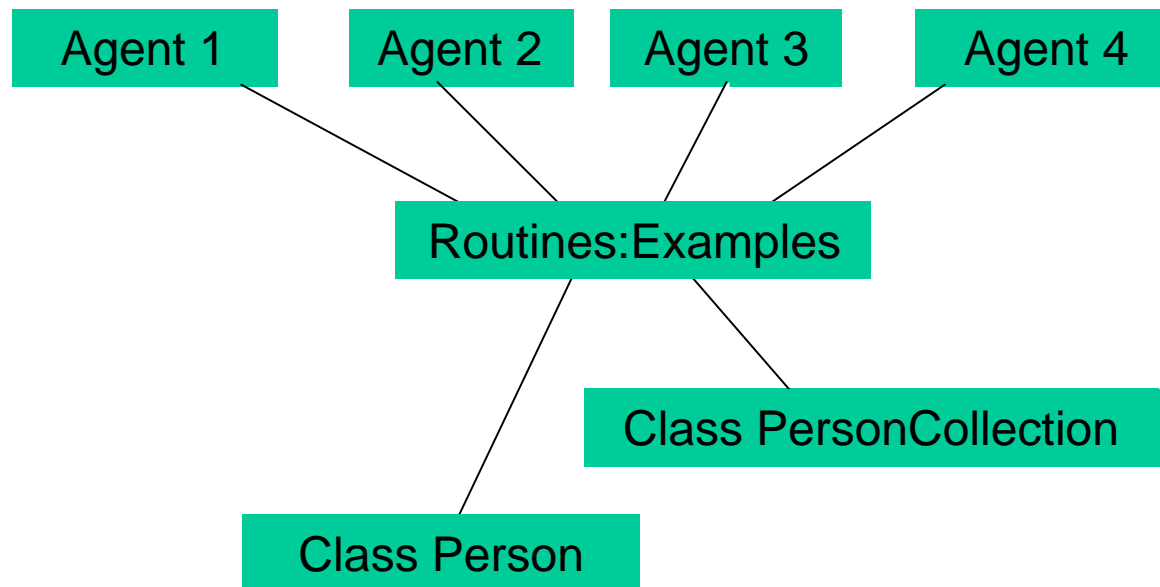 Agent 1
Agent 2
Agent 3
Agent 4
Routines:Examples
Class PersonCollection
Class Person